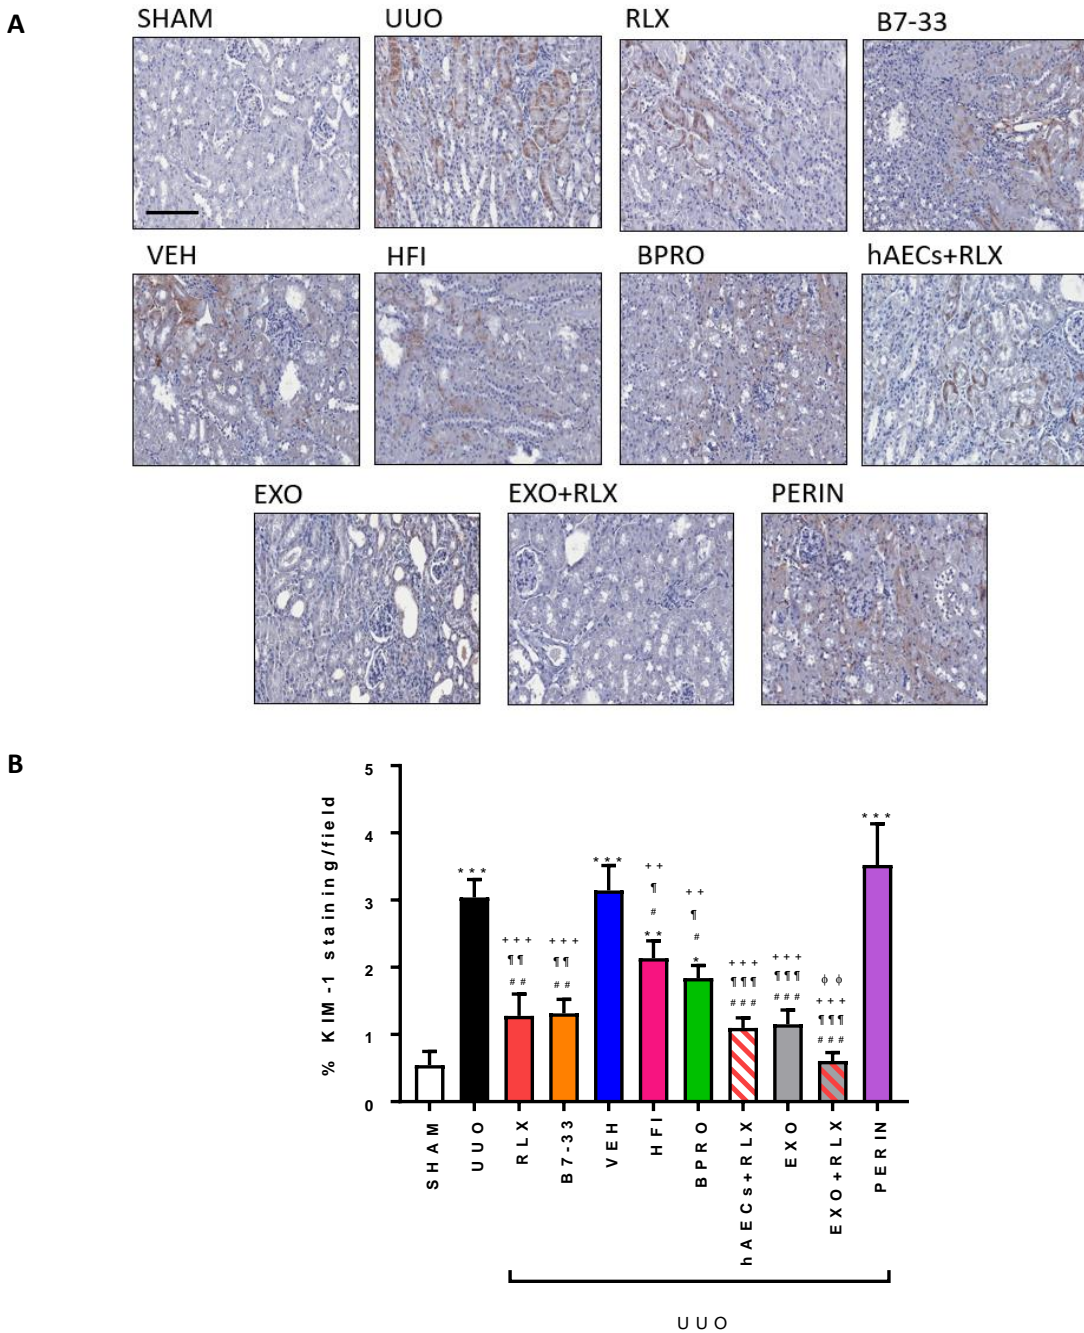 A
SHAM UUO RLX B7-33
VEH HFI BPRO hAECs+RLX
EXO EXO+RLX PERIN
B
% KIM-1 staining/field
5
4
3
2
1
0
***
+++
¶¶
##
+++
¶¶
##
***
++
¶
#
**
++
¶
#
*
+++
¶¶¶
###
+++
¶¶¶
###
ϕϕ
+++
¶¶¶
###
***
SHAM
UUO
RLX
B7-33
VEH
HFI
BPRO
hAECs+RLX
EXO
EXO+RLX
PERIN
UUO